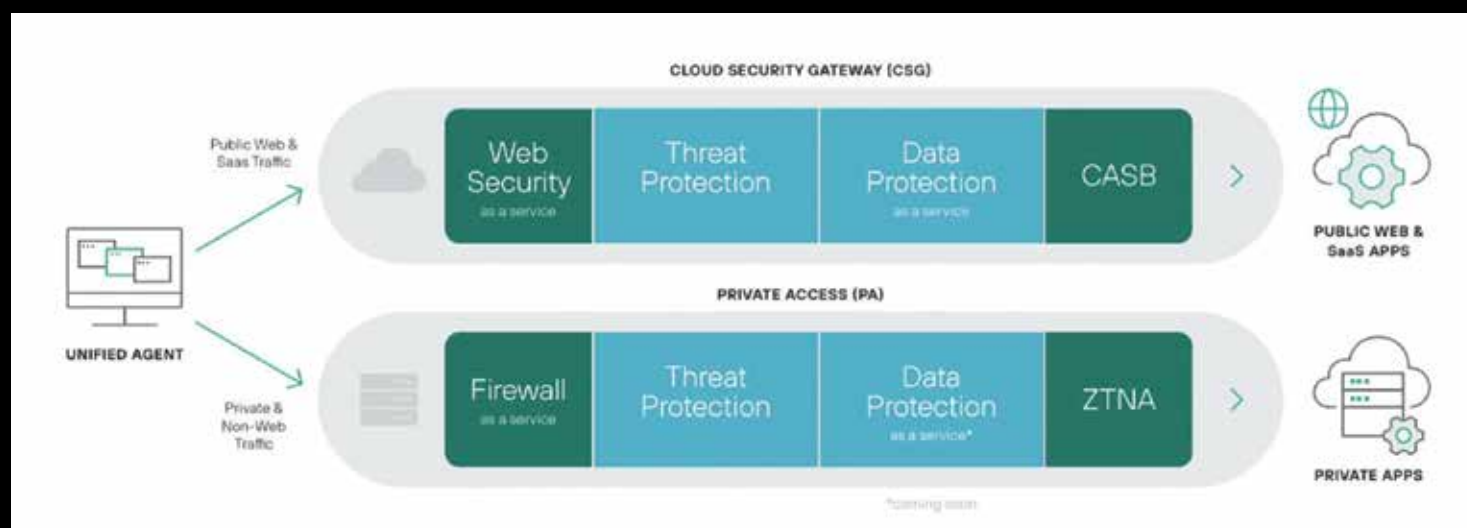 CLOUD SECURITY GATEWAY (CSG)
Public Web &
Saas Traffic
Web
Security
as a service
Threat
Protection
Data
Protection
as a service
CASB
PUBLIC WEB &
SaaS APPS
UNIFIED AGENT
PRIVATE ACCESS (PA)
Private &
Non-Web
Traffic
Firewall
as a service
Threat
Protection
Data
Protection
as a service*
ZTNA
PRIVATE APPS
*coming soon